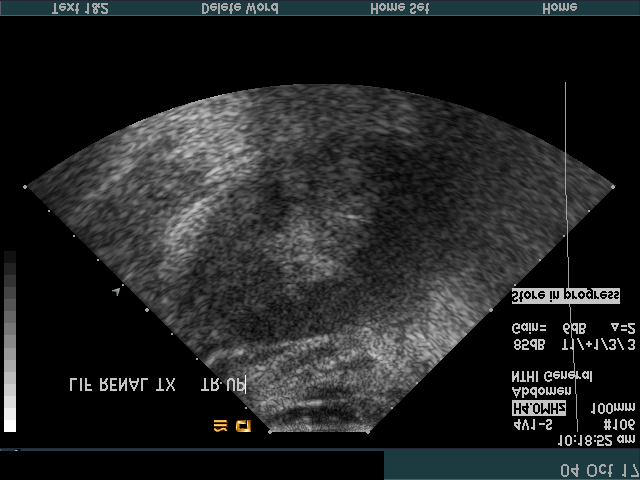 04 Oct 17
10:18:52 am
4V1-S #106
H4.0MHz 100mm
Abdomen
NTHI General
85dB T1/+1/3/3
Gain= 6dB Δ=2
Store in progress
LIF RENAL TX TR UP
Text 1&2 Delete Word Home Set Home